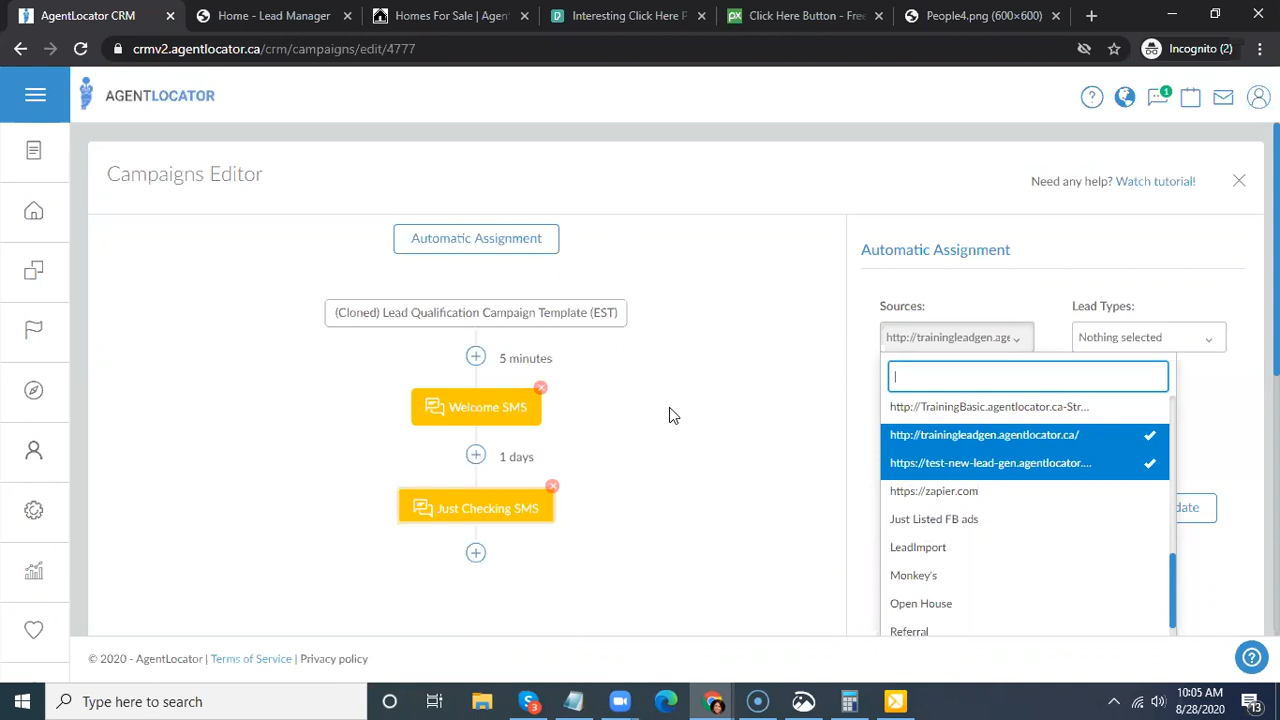 AgentLocator CRM
Home - Lead Manager
Homes For Sale | Agent
Interesting Click Here P
Click Here Button - Free
People4.png (600×600)
crmv2.agentlocator.ca/crm/campaigns/edit/4777
Incognito (2)
AGENTLOCATOR
1
Campaigns Editor
Need any help? Watch tutorial!
Automatic Assignment
(Cloned) Lead Qualification Campaign Template (EST)
5 minutes
Welcome SMS
1 days
Just Checking SMS
Automatic Assignment
Sources:
Lead Types:
http://trainingleadgen.age
Nothing selected
http://TrainingBasic.agentlocator.ca-Str...
http://trainingleadgen.agentlocator.ca/
https://test-new-lead-gen.agentlocator....
https://zapier.com
date
Just Listed FB ads
LeadImport
Monkey's
Open House
Referral
© 2020 - AgentLocator | Terms of Service | Privacy policy
Type here to search
3
10:05 AM
8/28/2020
13